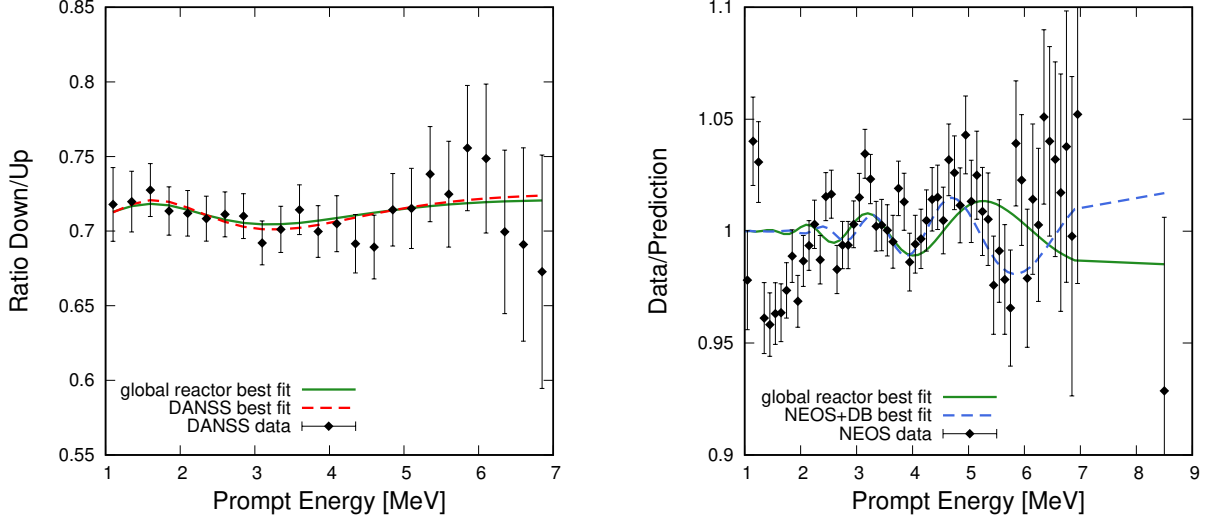 0.85
0.8
0.75
0.7
0.65
0.6
0.55
Ratio Down/Up
global reactor best fit
DANSS best fit
DANSS data
1 2 3 4 5 6 7
Prompt Energy [MeV]
1.1
1.05
1
0.95
0.9
Data/Prediction
global reactor best fit
NEOS+DB best fit
NEOS data
1 2 3 4 5 6 7 8 9
Prompt Energy [MeV]